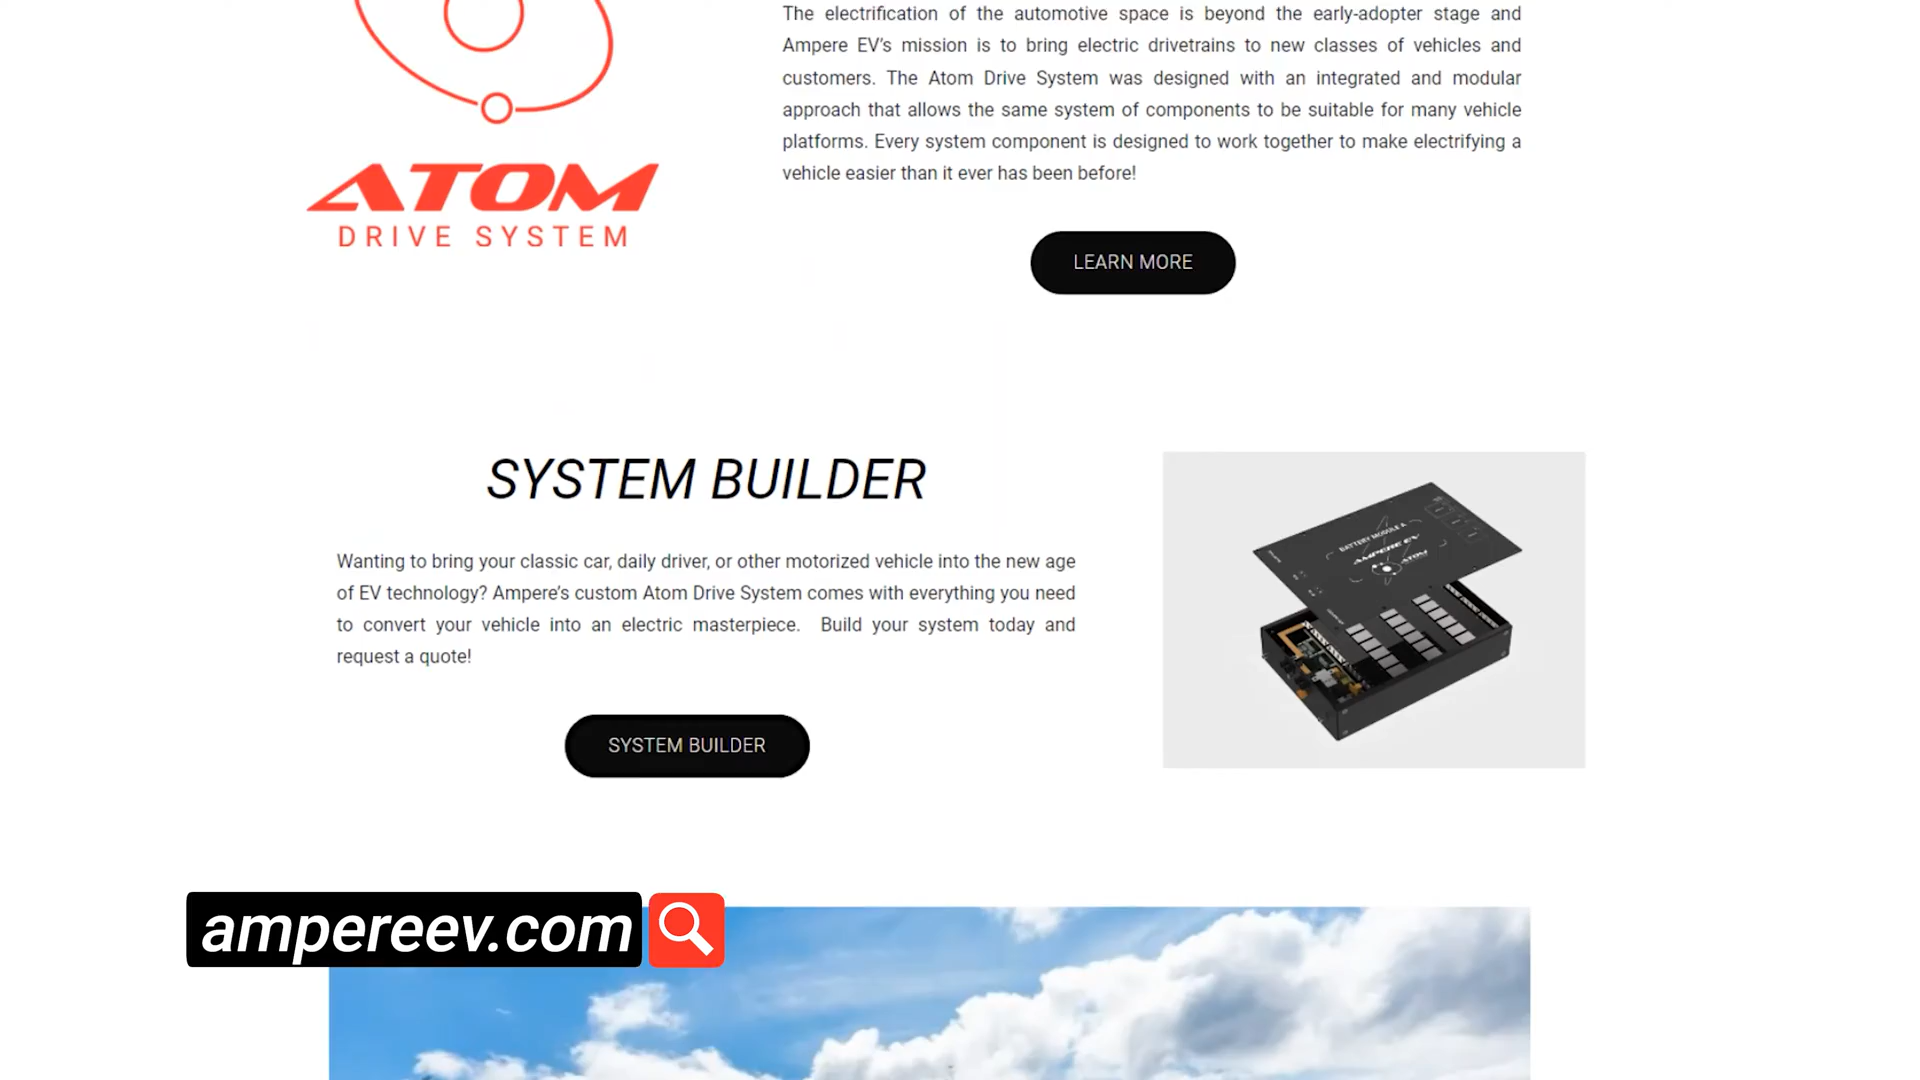 The electrification of the automotive space is beyond the early-adopter stage and
Ampere EV's mission is to bring electric drivetrains to new classes of vehicles and
customers. The Atom Drive System was designed with an integrated and modular
approach that allows the same system of components to be suitable for many vehicle
platforms. Every system component is designed to work together to make electrifying a
vehicle easier than it ever has been before!
ATOM
DRIVE SYSTEM
LEARN MORE
SYSTEM BUILDER
Wanting to bring your classic car, daily driver, or other motorized vehicle into the new age
of EV technology? Ampere's custom Atom Drive System comes with everything you need
to convert your vehicle into an electric masterpiece. Build your system today and
request a quote!
SYSTEM BUILDER
BATTERY MODULE A
AMPERE EV
ATOM
ampereev.com